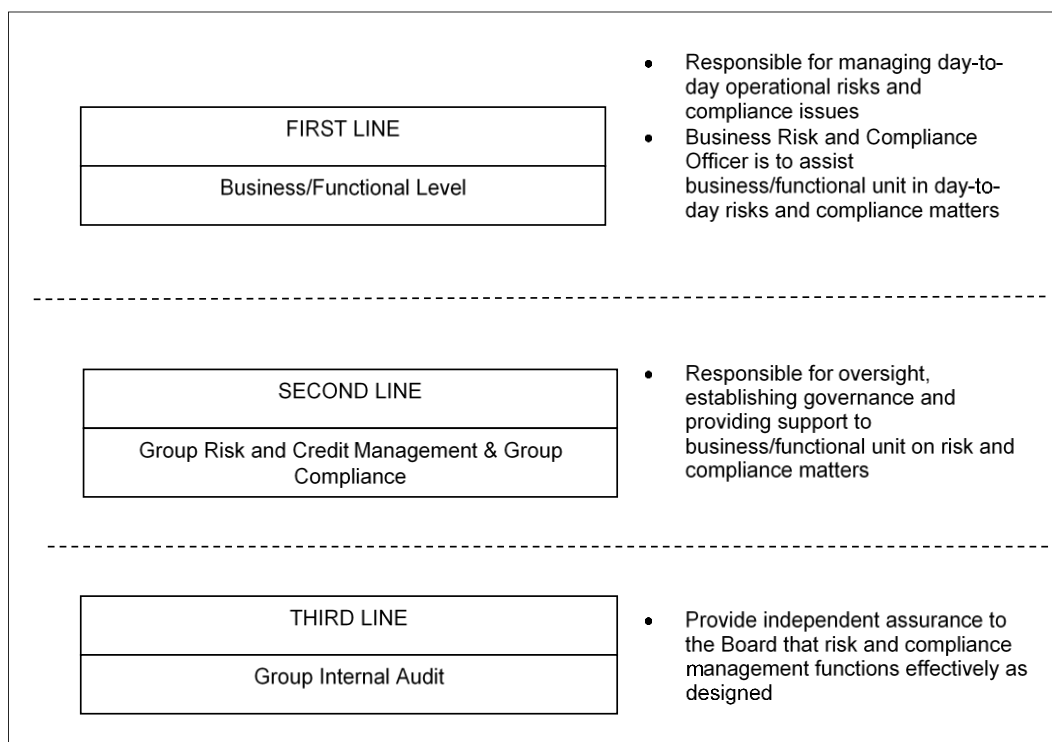 FIRST LINE
Business/Functional Level
• Responsible for managing day-to-
day operational risks and
compliance issues
• Business Risk and Compliance
Officer is to assist
business/functional unit in day-to-
day risks and compliance matters
SECOND LINE
Group Risk and Credit Management & Group
Compliance
• Responsible for oversight,
establishing governance and
providing support to
business/functional unit on risk and
compliance matters
THIRD LINE
Group Internal Audit
• Provide independent assurance to
the Board that risk and compliance
management functions effectively as
designed